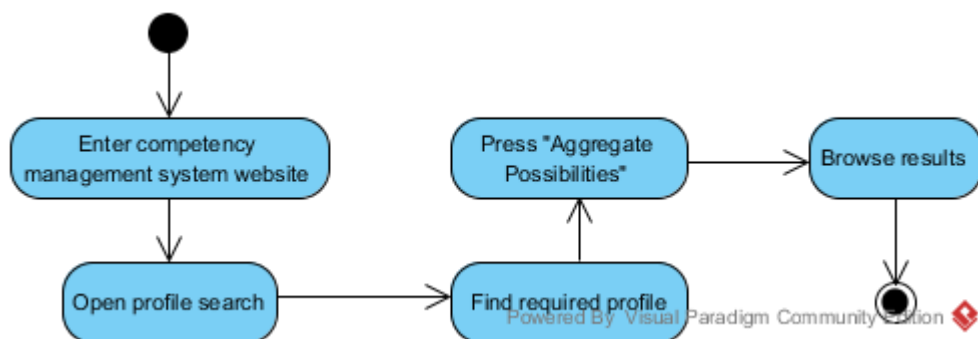 Enter competency
management system website
Open profile search
Find required profile
Press "Aggregate
Possibilities"
Browse results
Powered By Visual Paradigm Community Edition